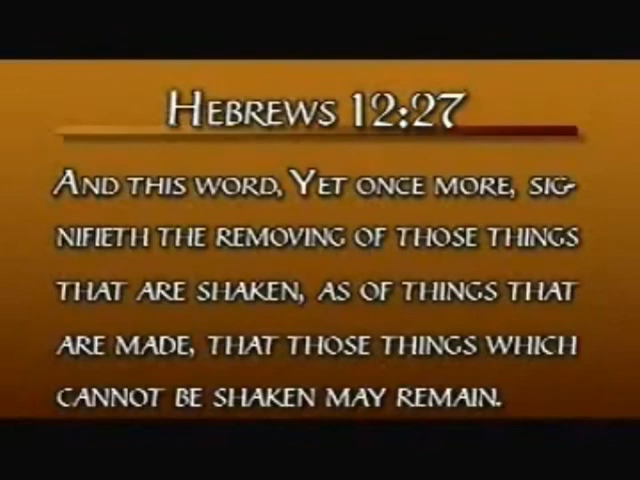 HEBREWS 12:27
AND THIS WORD, YET ONCE MORE, SIG-
NIFIETH THE REMOVING OF THOSE THINGS
THAT ARE SHAKEN, AS OF THINGS THAT
ARE MADE, THAT THOSE THINGS WHICH
CANNOT BE SHAKEN MAY REMAIN.